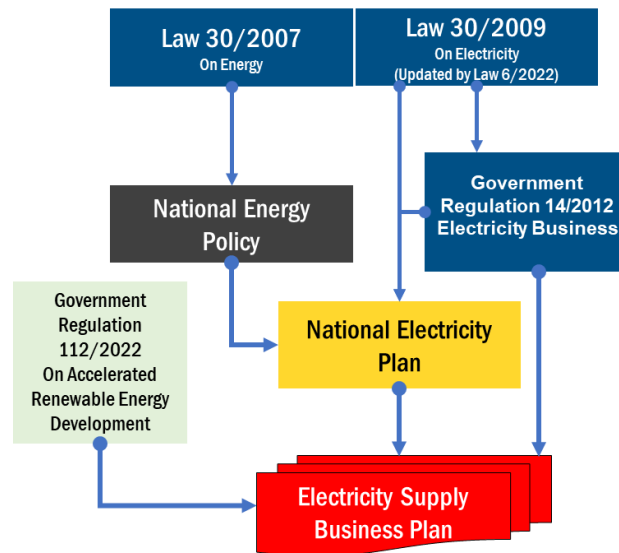 Law 30/2007
On Energy
Law 30/2009
On Electricity
(Updated by Law 6/2022)
Government
Regulation 14/2012
Electricity Business
National Energy
Policy
Government
Regulation
112/2022
On Accelerated
Renewable Energy
Development
National Electricity
Plan
Electricity Supply
Business Plan